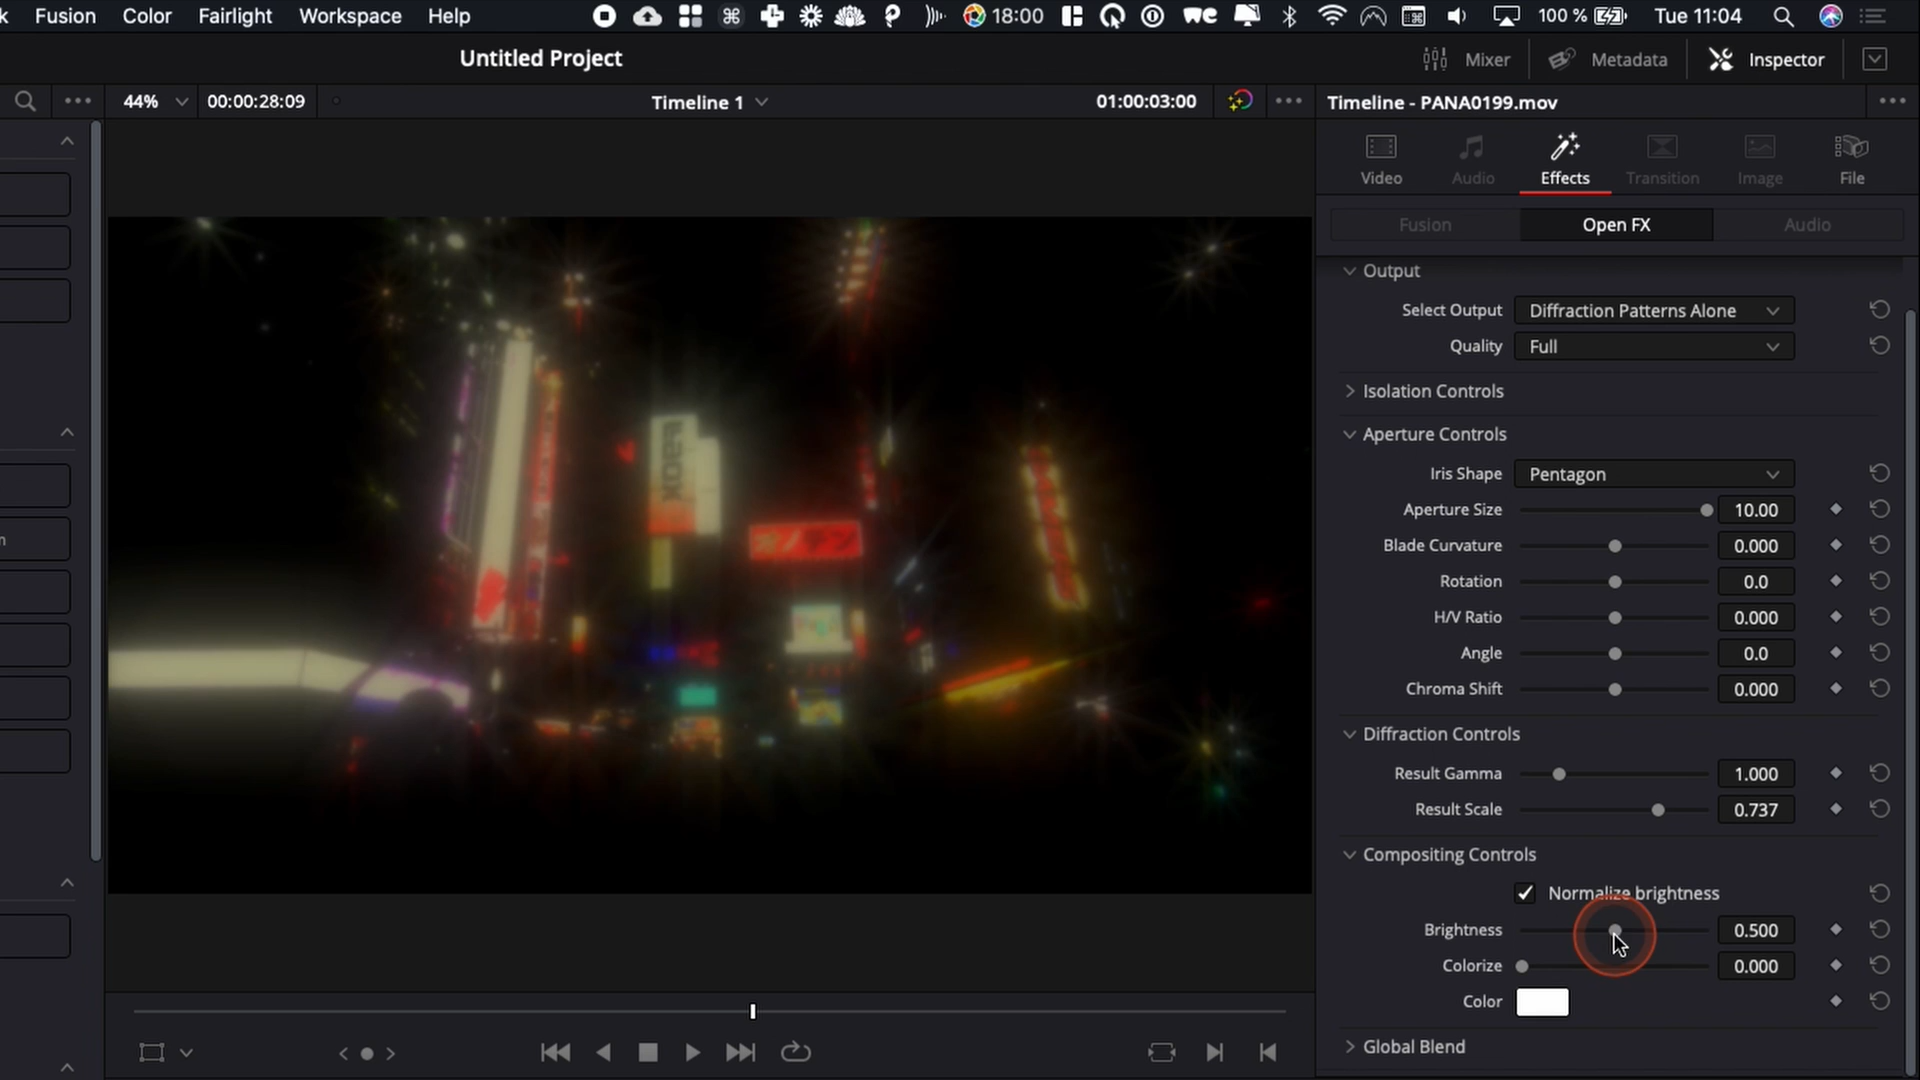 Fusion Color Fairlight Workspace Help 18:00 100 % Tue 11:04
Untitled Project Mixer Metadata Inspector
44% 00:00:28:09 Timeline 1 01:00:03:00 Timeline - PANA0199.mov
Video Audio Effects Transition Image File
Fusion Open FX Audio
Output
Select Output Diffraction Patterns Alone
Quality Full
Isolation Controls
Aperture Controls
Iris Shape Pentagon
Aperture Size 10.00
Blade Curvature 0.000
Rotation 0.0
H/V Ratio 0.000
Angle 0.0
Chroma Shift 0.000
Diffraction Controls
Result Gamma 1.000
Result Scale 0.737
Compositing Controls
Normalize brightness
Brightness 0.500
Colorize 0.000
Color
Global Blend